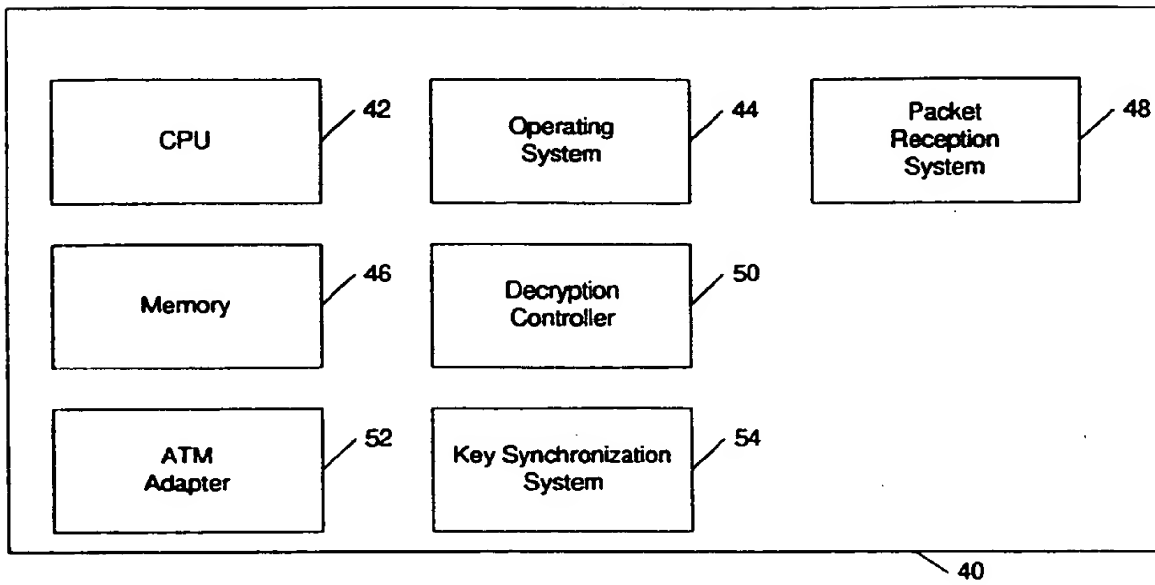 CPU
42
Operating
System
44
Packet
Reception
System
48
Memory
46
Decryption
Controller
50
ATM
Adapter
52
Key Synchronization
System
54
40